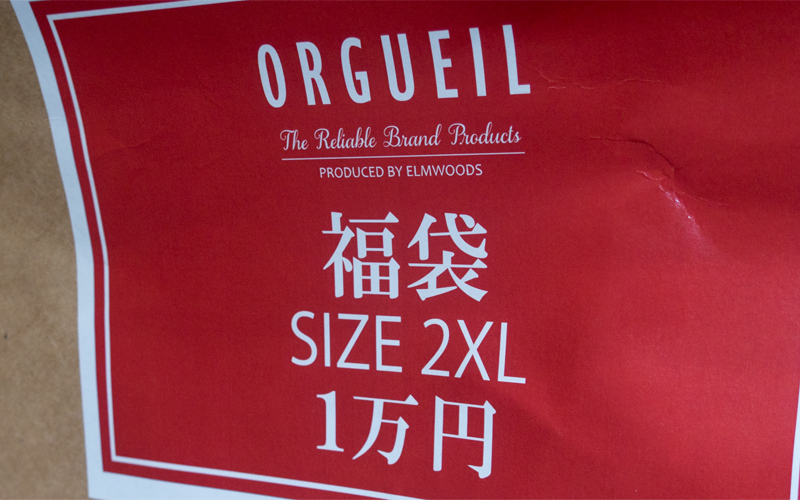 ORGUEIL
The Reliable Brand Products
PRODUCED BY ELMWOODS
福袋
SIZE 2XL
1万円